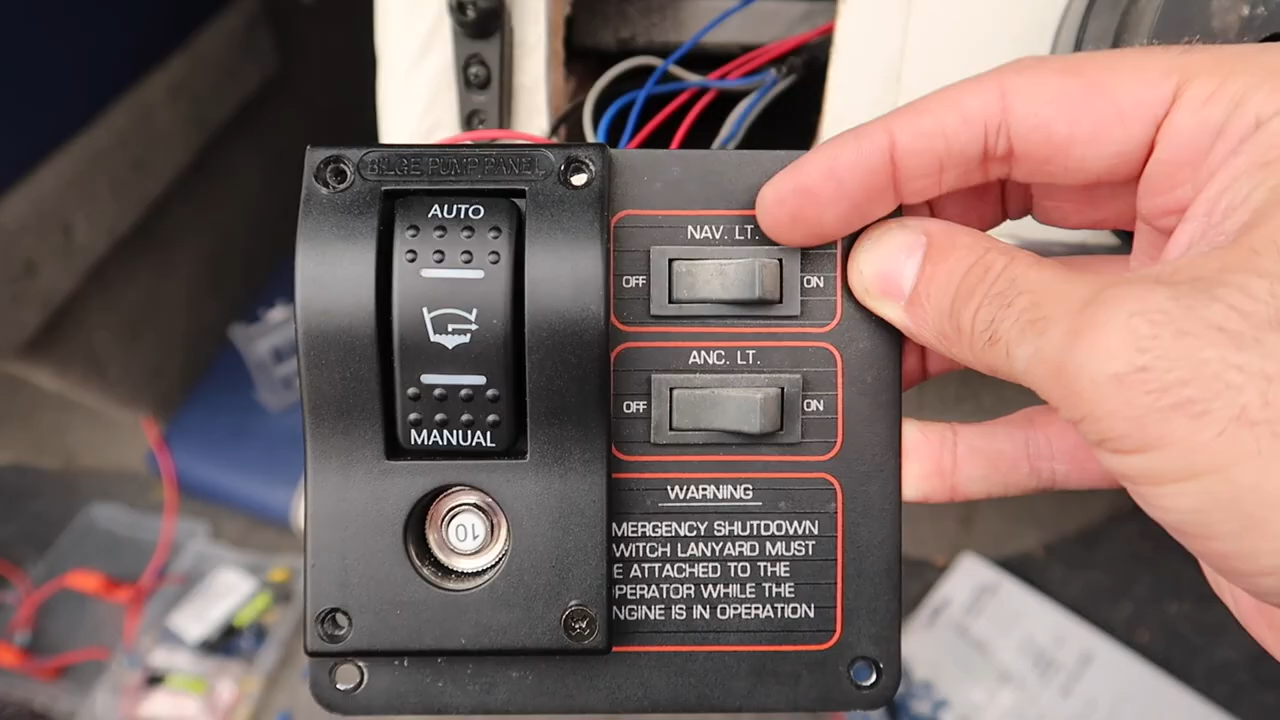 BILGE PUMP PANEL
AUTO
MANUAL
10
NAV. LT.
OFF ON
ANC. LT.
OFF ON
WARNING
MERGENCY SHUTDOWN
WITCH LANYARD MUST
E ATTACHED TO THE
PERATOR WHILE THE
NGINE IS IN OPERATION